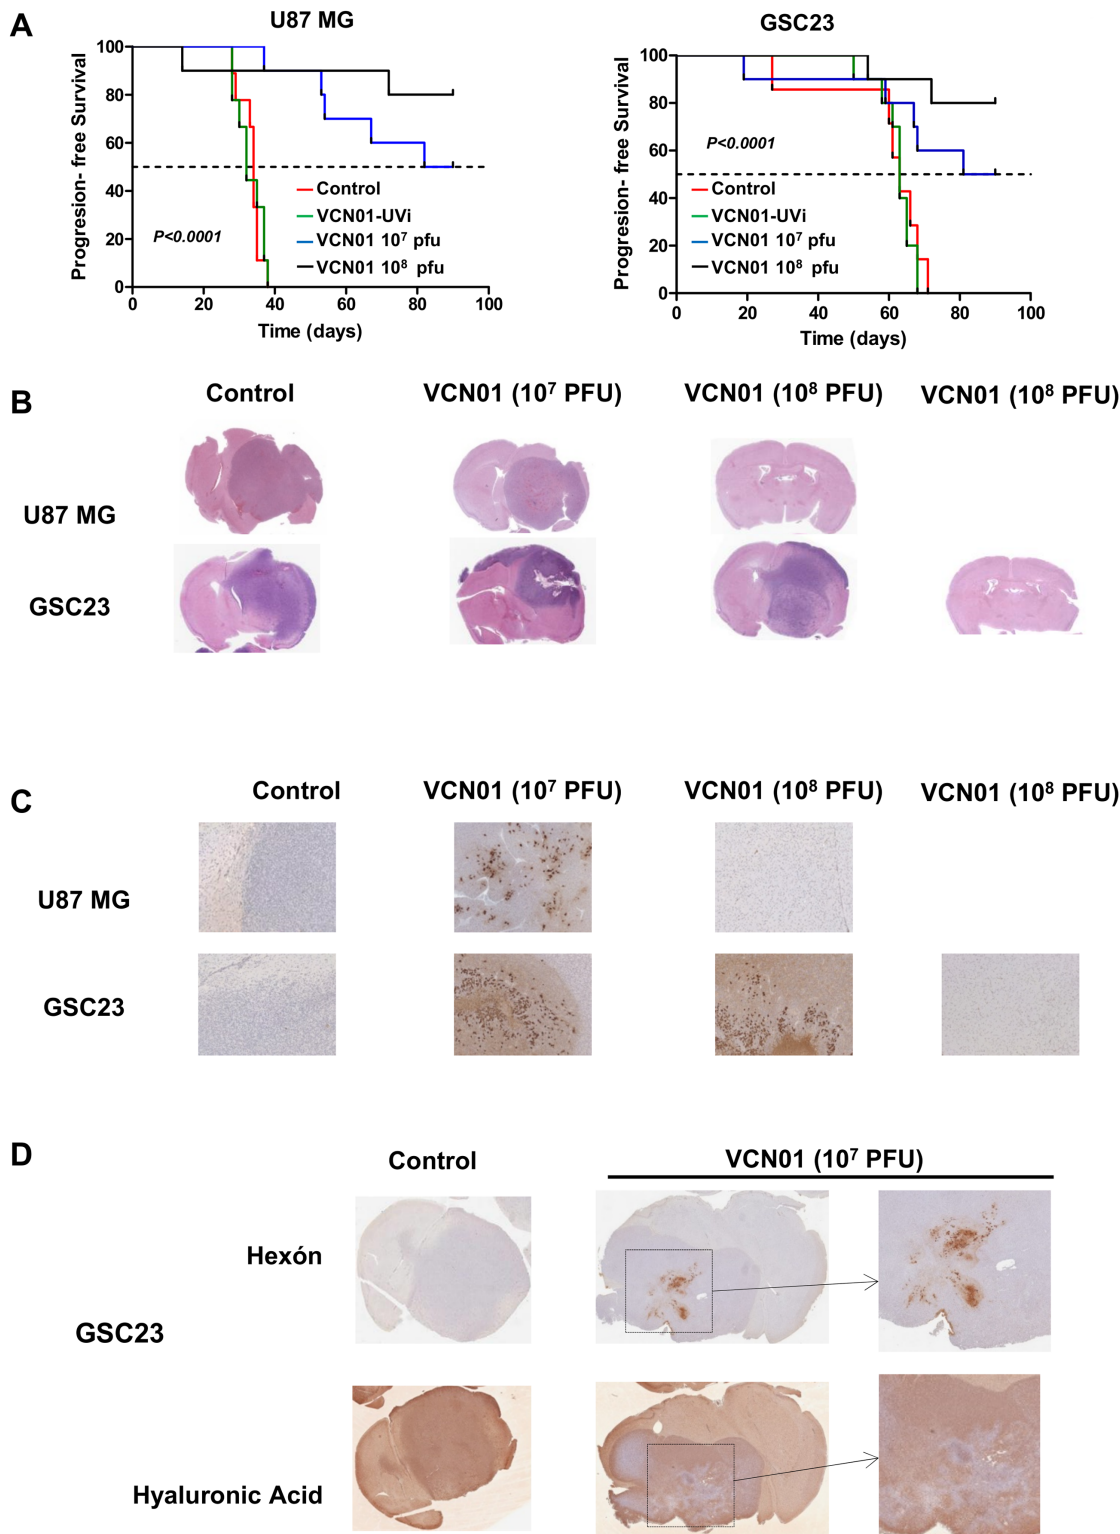 A
U87 MG
Progresion- free Survival
100
80
60
40
20
0
P<0.0001
Control
VCN01-UVi
VCN01 10⁷ pfu
VCN01 10⁸ pfu
0 20 40 60 80 100
Time (days)
GSC23
Progresion- free Survival
100
80
60
40
20
0
P<0.0001
Control
VCN01-UVi
VCN01 10⁷ pfu
VCN01 10⁸ pfu
0 20 40 60 80 100
Time (days)
B
Control VCN01 (10⁷ PFU) VCN01 (10⁸ PFU) VCN01 (10⁸ PFU)
U87 MG
GSC23
C
Control VCN01 (10⁷ PFU) VCN01 (10⁸ PFU) VCN01 (10⁸ PFU)
U87 MG
GSC23
D
Control VCN01 (10⁷ PFU)
Hexón
GSC23
Hyaluronic Acid